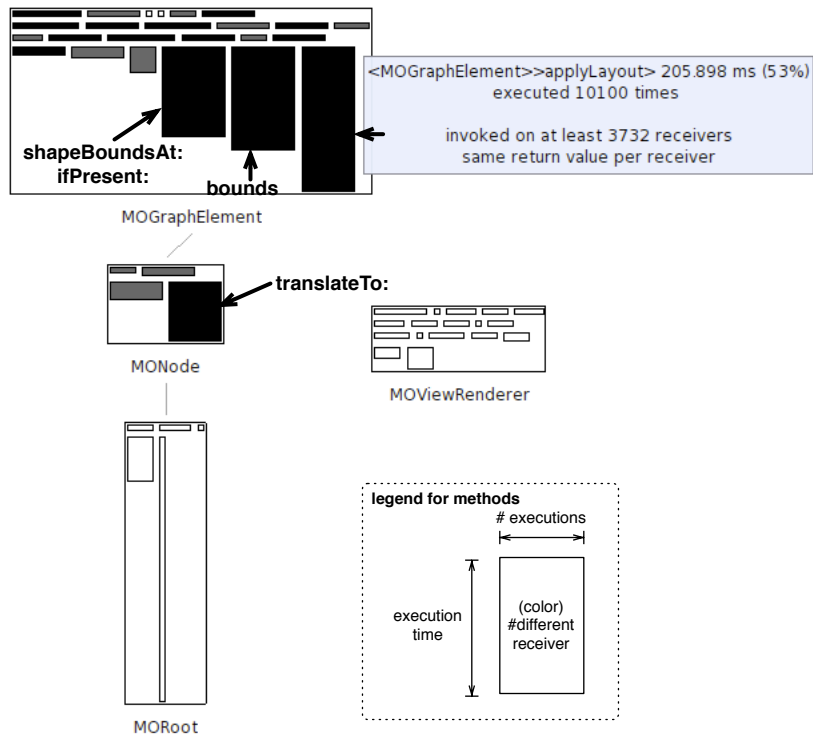 <MOGraphElement>>applyLayout> 205.898 ms (53%)
executed 10100 times
invoked on at least 3732 receivers
same return value per receiver
shapeBoundsAt:
ifPresent:
bounds
MOGraphElement
translateTo:
MONode
MOViewRenderer
legend for methods
# executions
execution
time
(color)
#different
receiver
MORoot